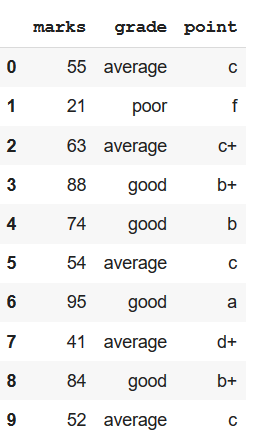 marks grade point
0 55 average c
1 21 poor f
2 63 average c+
3 88 good b+
4 74 good b
5 54 average c
6 95 good a
7 41 average d+
8 84 good b+
9 52 average c